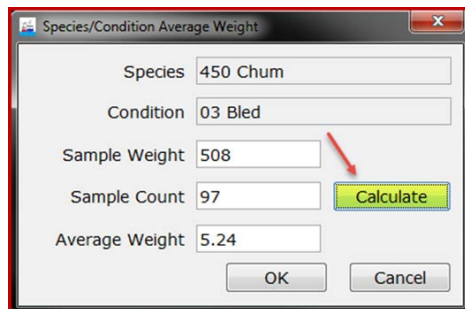 Species/Condition Average Weight
Species 450 Chum
Condition 03 Bled
Sample Weight 508
Sample Count 97 Calculate
Average Weight 5.24
OK Cancel